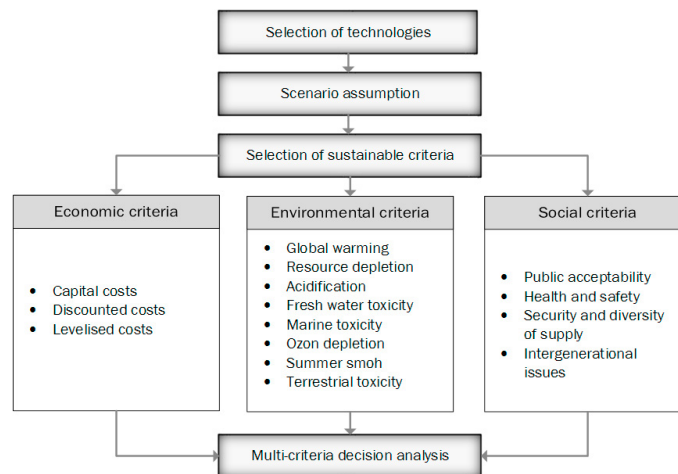 Selection of technologies
Scenario assumption
Selection of sustainable criteria
Economic criteria
• Capital costs
• Discounted costs
• Levelised costs
Environmental criteria
• Global warming
• Resource depletion
• Acidification
• Fresh water toxicity
• Marine toxicity
• Ozon depletion
• Summer smoh
• Terrestrial toxicity
Social criteria
• Public acceptability
• Health and safety
• Security and diversity
of supply
• Intergenerational
issues
Multi-criteria decision analysis